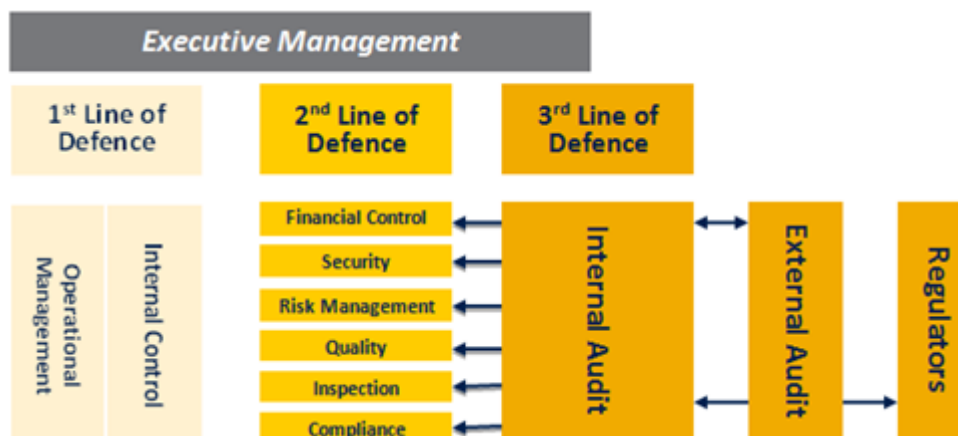 Executive Management
1st Line of
Defence
2nd Line of
Defence
3rd Line of
Defence
Operational
Management
Internal Control
Financial Control
Security
Risk Management
Quality
Inspection
Compliance
Internal Audit
External Audit
Regulators